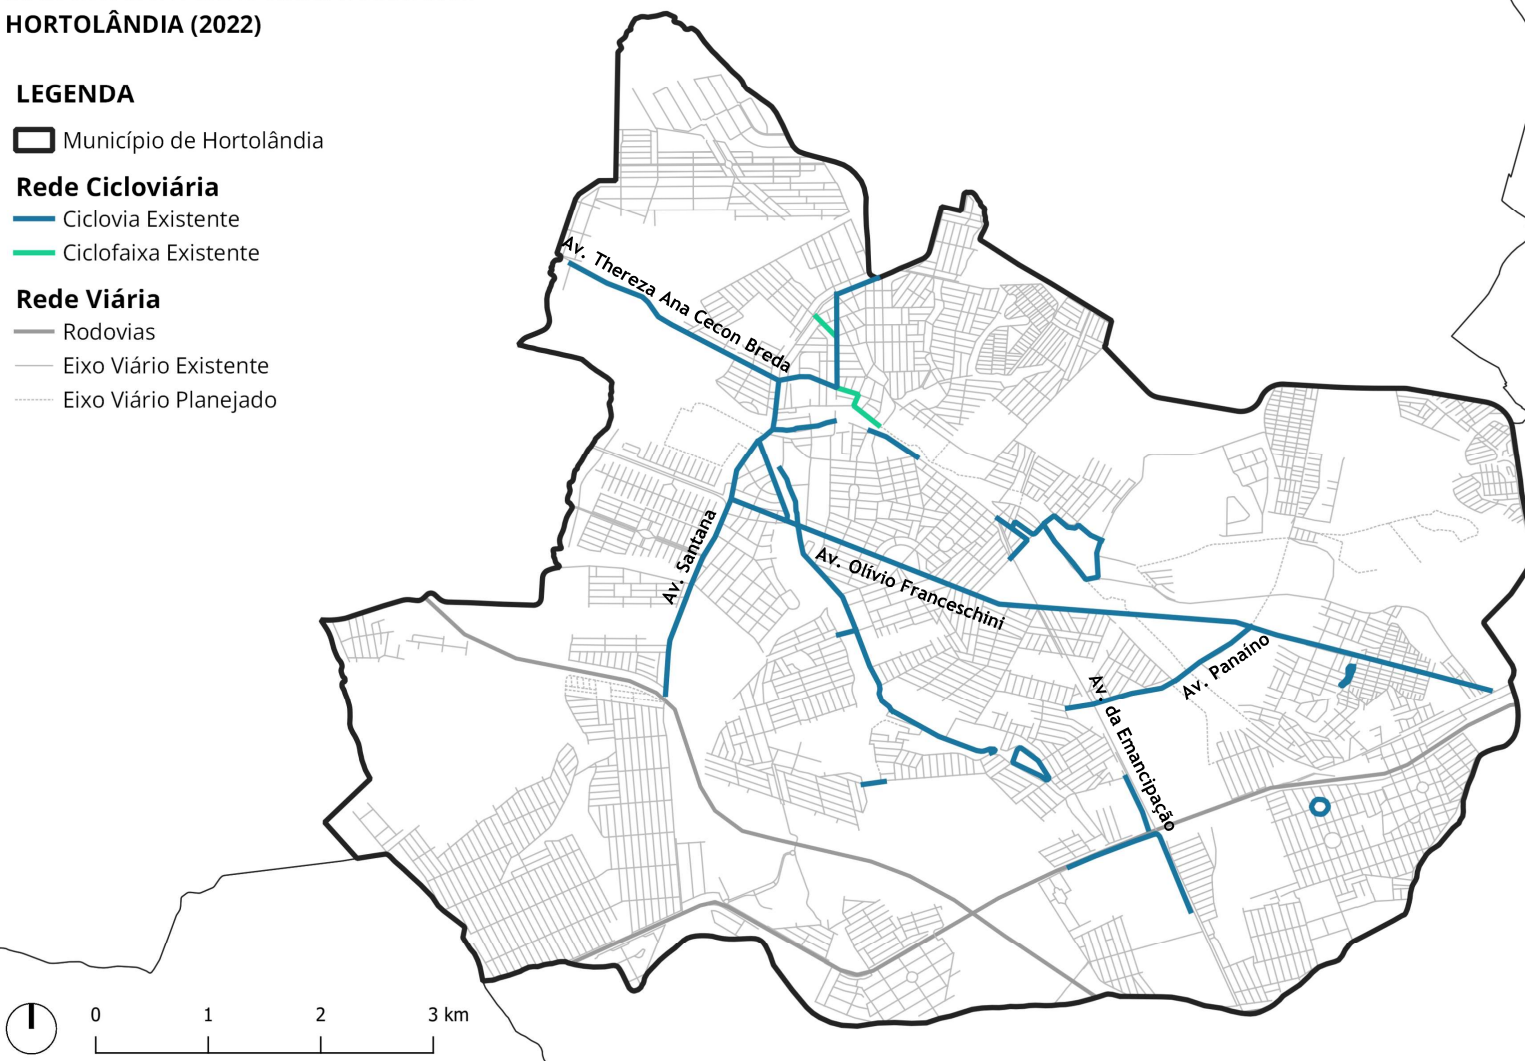 HORTOLÂNDIA (2022)
LEGENDA
Município de Hortolândia
Rede Cicloviária
Ciclovia Existente
Ciclofaixa Existente
Rede Viária
Rodovias
Eixo Viário Existente
Eixo Viário Planejado
Av. Thereza Ana Cecon Breda
Av. Santana
Av. Olívio Franceschini
Av. Panaíno
Av. da Emancipação
0 1 2 3 km